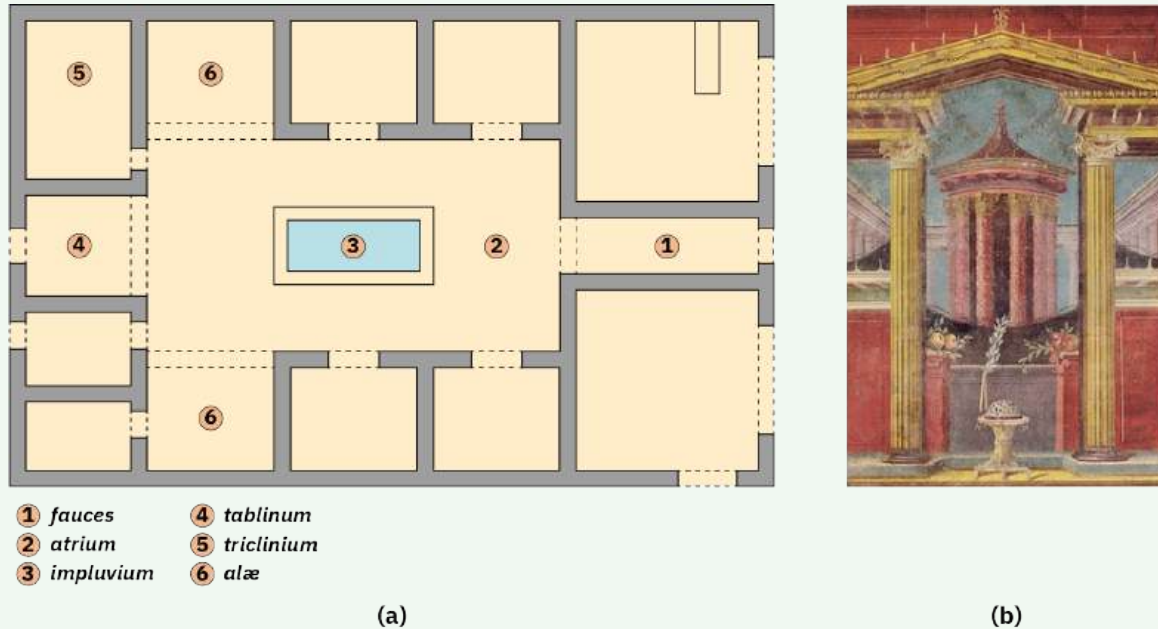 5
6
4
3
2
1
6
1 fauces
2 atrium
3 impluvium
4 tablinum
5 triclinium
6 alæ
(a)
(b)